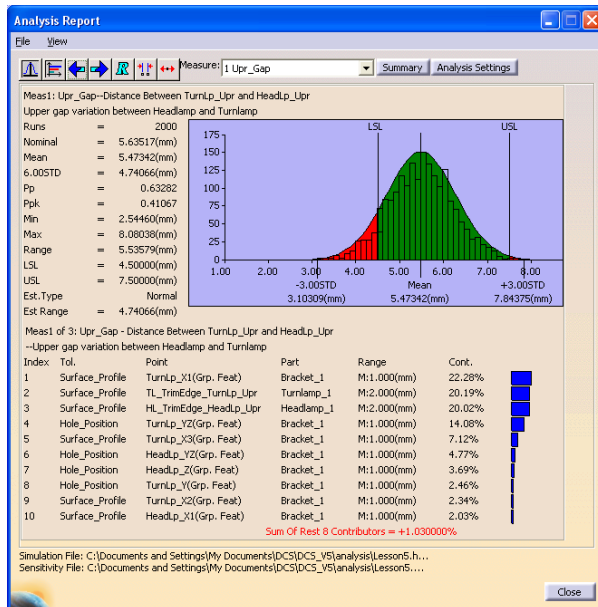 Analysis Report
File View
Measure: 1 Upr_Gap Summary Analysis Settings
Meas1: Upr_Gap--Distance Between TurnLp_Upr and HeadLp_Upr
Upper gap variation between Headlamp and Turnlamp
Runs = 2000
Nominal = 5.63517(mm)
Mean = 5.47342(mm)
6.00STD = 4.74066(mm)
Pp = 0.63282
Ppk = 0.41067
Min = 2.54460(mm)
Max = 8.08038(mm)
Range = 5.53579(mm)
LSL = 4.50000(mm)
USL = 7.50000(mm)
Est.Type Normal
Est Range = 4.74066(mm)
LSL USL
175
150
125
100
75
50
25
0
1.00 2.00 3.00 4.00 5.00 6.00 7.00 8.00
-3.00STD Mean +3.00STD
3.10309(mm) 5.47342(mm) 7.84375(mm)
Meas1 of 3: Upr_Gap - Distance Between TurnLp_Upr and HeadLp_Upr
--Upper gap variation between Headlamp and Turnlamp
Index Tol. Point Part Range Cont.
1 Surface_Profile TurnLp_X1(Grp. Feat) Bracket_1 M:1.000(mm) 22.28%
2 Surface_Profile TL_TrimEdge_TurnLp_Upr Turnlamp_1 M:2.000(mm) 20.19%
3 Surface_Profile HL_TrimEdge_HeadLp_Upr Headlamp_1 M:2.000(mm) 20.02%
4 Hole_Position TurnLp_YZ(Grp. Feat) Bracket_1 M:1.000(mm) 14.08%
5 Surface_Profile TurnLp_X3(Grp. Feat) Bracket_1 M:1.000(mm) 7.12%
6 Hole_Position HeadLp_YZ(Grp. Feat) Bracket_1 M:1.000(mm) 4.77%
7 Hole_Position HeadLp_Z(Grp. Feat) Bracket_1 M:1.000(mm) 3.69%
8 Hole_Position TurnLp_Y(Grp. Feat) Bracket_1 M:1.000(mm) 2.46%
9 Surface_Profile TurnLp_X2(Grp. Feat) Bracket_1 M:1.000(mm) 2.34%
10 Surface_Profile HeadLp_X1(Grp. Feat) Bracket_1 M:1.000(mm) 2.03%
Sum Of Rest 8 Contributors = +1.030000%
Simulation File: C:\Documents and Settings\My Documents\DCS\DCS_V5\analysis\Lesson5.h...
Sensitivity File: C:\Documents and Settings\My Documents\DCS\DCS_V5\analysis\Lesson5....
Close